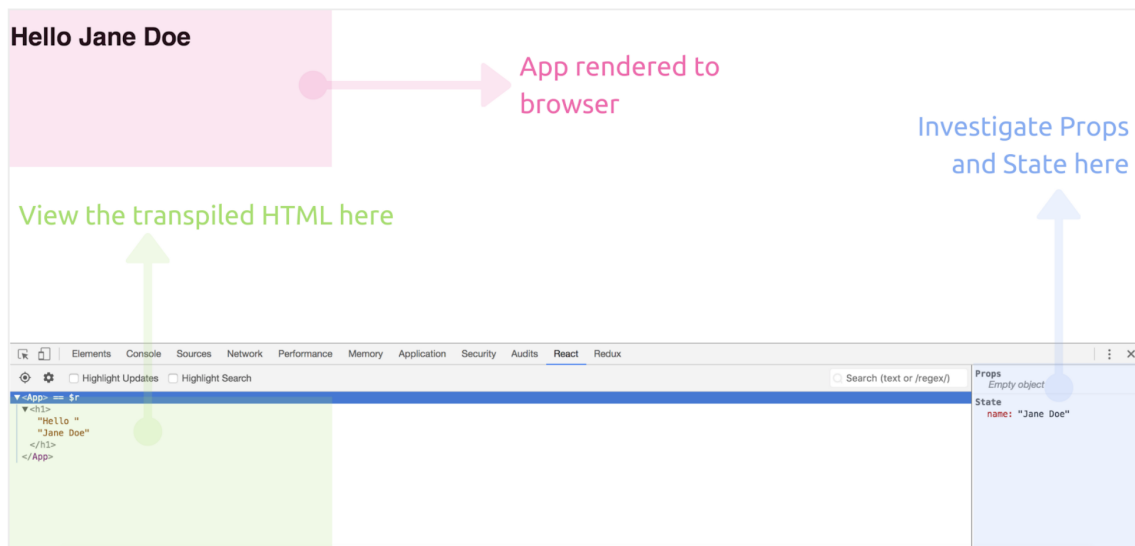 Hello Jane Doe
App rendered to
browser
Investigate Props
and State here
View the transpiled HTML here
Elements Console Sources Network Performance Memory Application Security Audits React Redux
Highlight Updates Highlight Search Search (text or /regex/)
▼<App> == $r
▼<h1>
"Hello "
"Jane Doe"
</h1>
</App>
Props
Empty object
State
name: "Jane Doe"